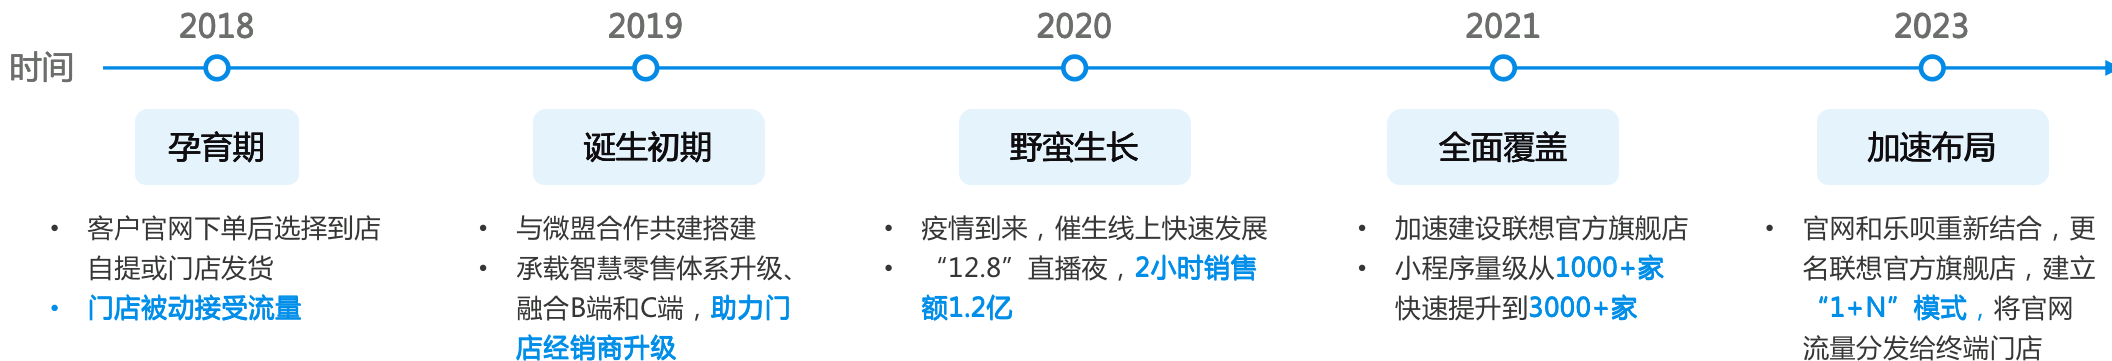 时间
2018
2019
2020
2021
2023
孕育期
诞生初期
野蛮生长
全面覆盖
加速布局
• 客户官网下单后选择到店
自提或门店发货
• 门店被动接受流量
• 与微盟合作共建搭建
• 承载智慧零售体系升级、
融合B端和C端，助力门
店经销商升级
• 疫情到来，催生线上快速发展
• “12.8”直播夜，2小时销售
额1.2亿
• 加速建设联想官方旗舰店
• 小程序量级从1000+家
快速提升到3000+家
• 官网和乐呗重新结合，更
名联想官方旗舰店，建立
“1+N”模式，将官网
流量分发给终端门店